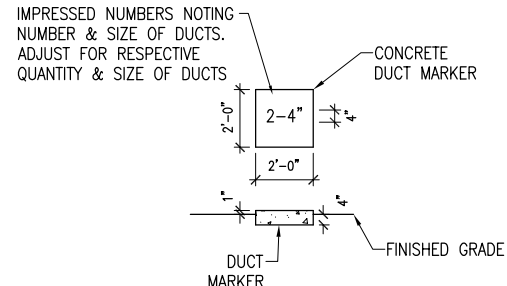 IMPRESSED NUMBERS NOTING
NUMBER & SIZE OF DUCTS.
ADJUST FOR RESPECTIVE
QUANTITY & SIZE OF DUCTS
CONCRETE
DUCT MARKER
2'-0"
2-4"
4"
2'-0"
1"
4"
FINISHED GRADE
DUCT
MARKER